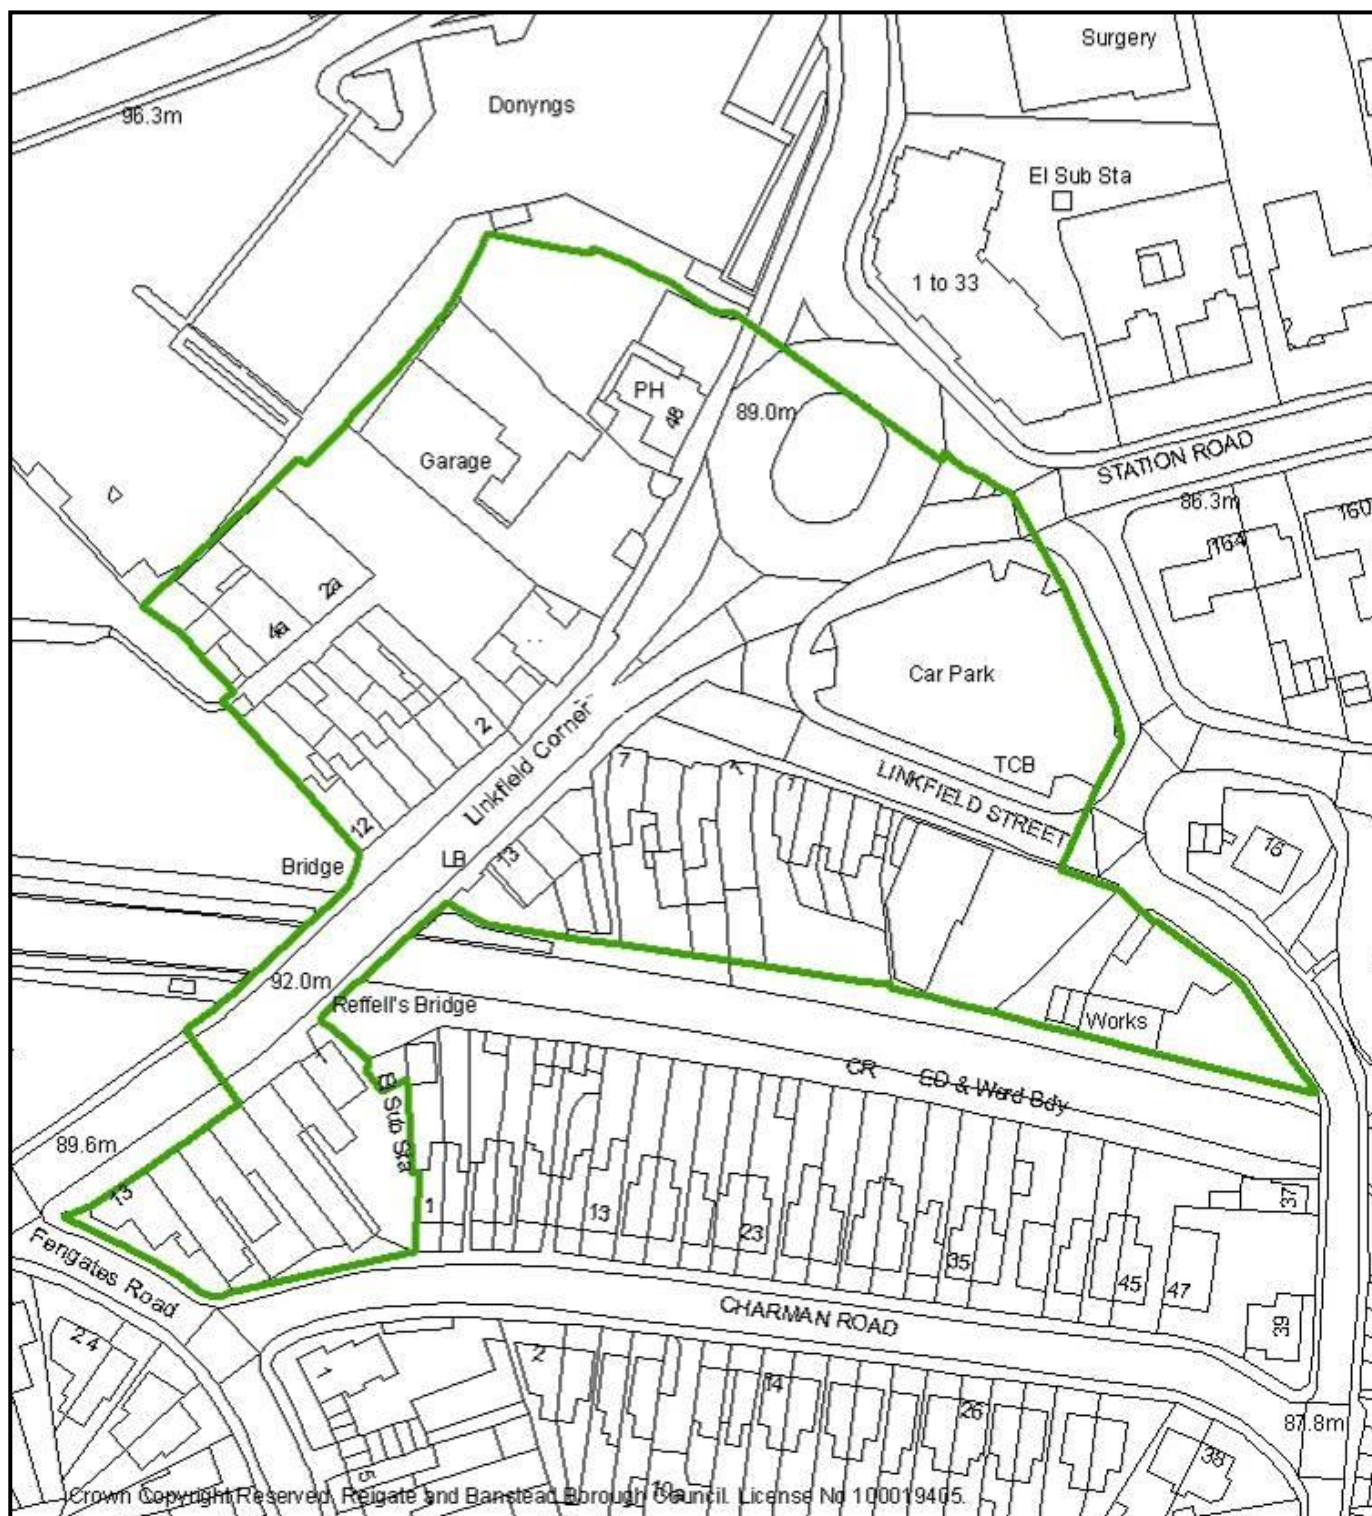 Surgery
96.3m
Donyngs
El Sub Sta
1 to 33
PH
48
89.0m
STATION ROAD
Garage
86.3m
160
164
2a
4a
Car Park
2
Linkfield Corner
7
1
1
TCB
LINKFIELD STREET
12
15
Bridge
LB
13
92.0m
Reffell's Bridge
Works
CR
ED & Ward Bdy
El Sub Sta
89.6m
13
1
13
23
35
45
47
37
39
Fengates Road
CHARMAN ROAD
24
1
2
14
26
38
87.8m
5
10a
Crown Copyright Reserved. Reigate and Banstead Borough Council. License No 100019405.